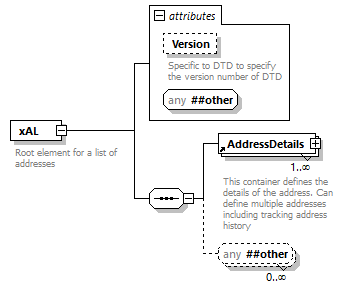 attributes
Version
Specific to DTD to specify
the version number of DTD
any ##other
xAL
Root element for a list of
addresses
AddressDetails
1..∞
This container defines the
details of the address. Can
define multiple addresses
including tracking address
history
any ##other
0..∞